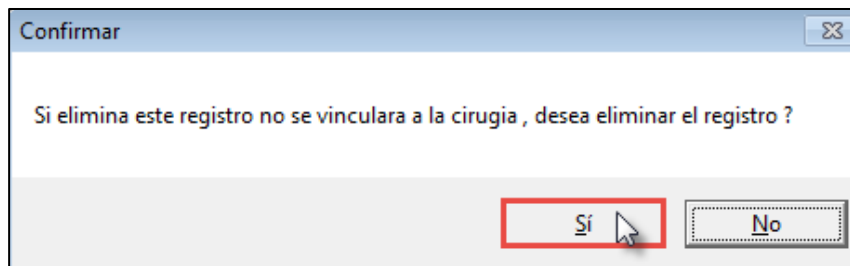 Confirmar
Si elimina este registro no se vinculara a la cirugia , desea eliminar el registro ?
Sí
No